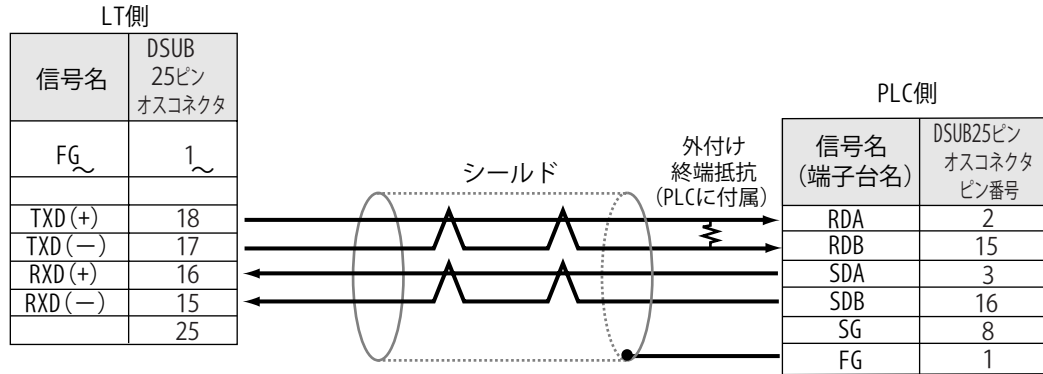 LT側
信号名
DSUB
25ピン
オスコネクタ
FG 1
TXD(+) 18
TXD(ー) 17
RXD(+) 16
RXD(ー) 15
25
シールド
外付け
終端抵抗
(PLCに付属)
PLC側
信号名
(端子台名)
DSUB25ピン
オスコネクタ
ピン番号
RDA 2
RDB 15
SDA 3
SDB 16
SG 8
FG 1